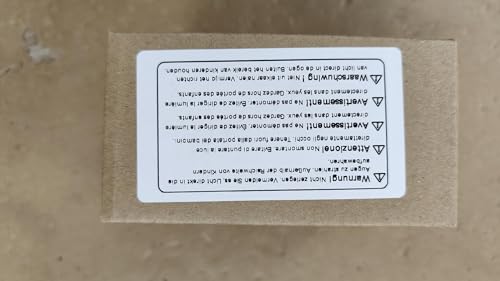 Warnung! Nicht zerlegen. Vermeiden Sie es, Licht direkt in die
Augen zu strahlen. Außerhalb der Reichweite von Kindern
aufbewahren.
Attenzione! Non smontare. Evitare di puntare la luce
direttamente negli occhi. Tenere fuori dalla portata dei bambini.
Avertissement! Ne pas démonter. Évitez de diriger la lumière
directement dans les yeux. Gardez hors de portée des enfants.
Avertissement! Ne pas démonter. Évitez de diriger la lumière
directement dans les yeux. Gardez hors de portée des enfants.
Waarschuwing! Niet uit elkaar nemen. Vermijd het richten
van licht direct in de ogen. Buiten het bereik van kinderen houden.